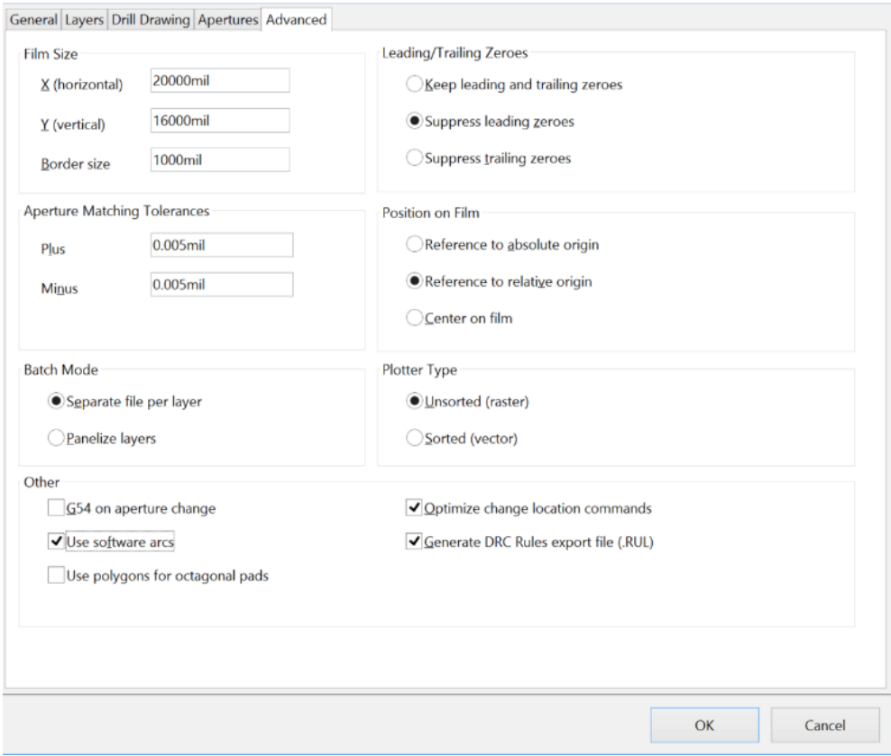 General Layers Drill Drawing Apertures Advanced
Film Size
X (horizontal) 20000mil
Y (vertical) 16000mil
Border size 1000mil
Leading/Trailing Zeroes
Keep leading and trailing zeroes
Suppress leading zeroes
Suppress trailing zeroes
Aperture Matching Tolerances
Plus 0.005mil
Minus 0.005mil
Position on Film
Reference to absolute origin
Reference to relative origin
Center on film
Batch Mode
Separate file per layer
Panelize layers
Plotter Type
Unsorted (raster)
Sorted (vector)
Other
G54 on aperture change
Use software arcs
Use polygons for octagonal pads
Optimize change location commands
Generate DRC Rules export file (.RUL)
OK Cancel